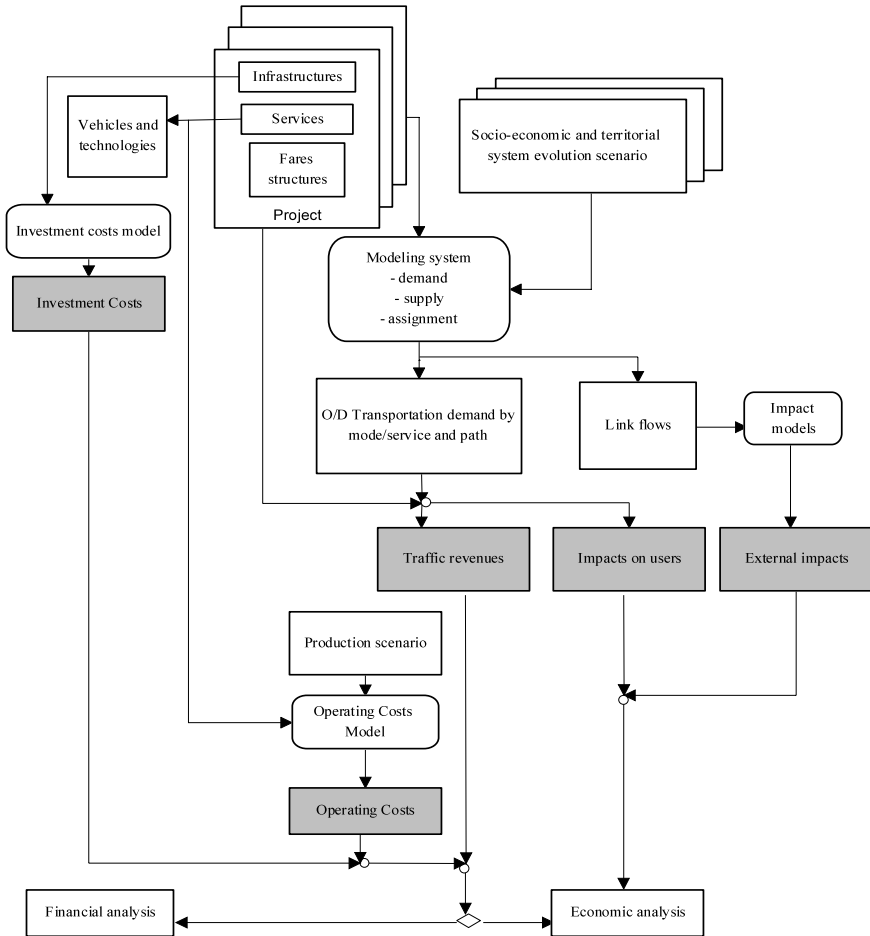 Infrastructures
Services
Fares
structures
Project
Vehicles and
technologies
Socio-economic and territorial
system evolution scenario
Investment costs model
Modeling system
- demand
- supply
- assignment
Investment Costs
O/D Transportation demand by
mode/service and path
Link flows
Impact
models
Traffic revenues
Impacts on users
External impacts
Production scenario
Operating Costs
Model
Operating Costs
Financial analysis
Economic analysis